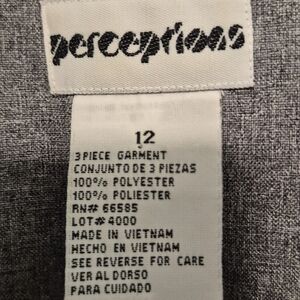 perceptions
12
3 PIECE GARMENT
CONJUNTO DE 3 PIEZAS
100% POLYESTER
100% POLIESTER
RN# 66585
LOT# 4000
MADE IN VIETNAM
HECHO EN VIETNAM
SEE REVERSE FOR CARE
VER AL DORSO
PARA CUIDADO